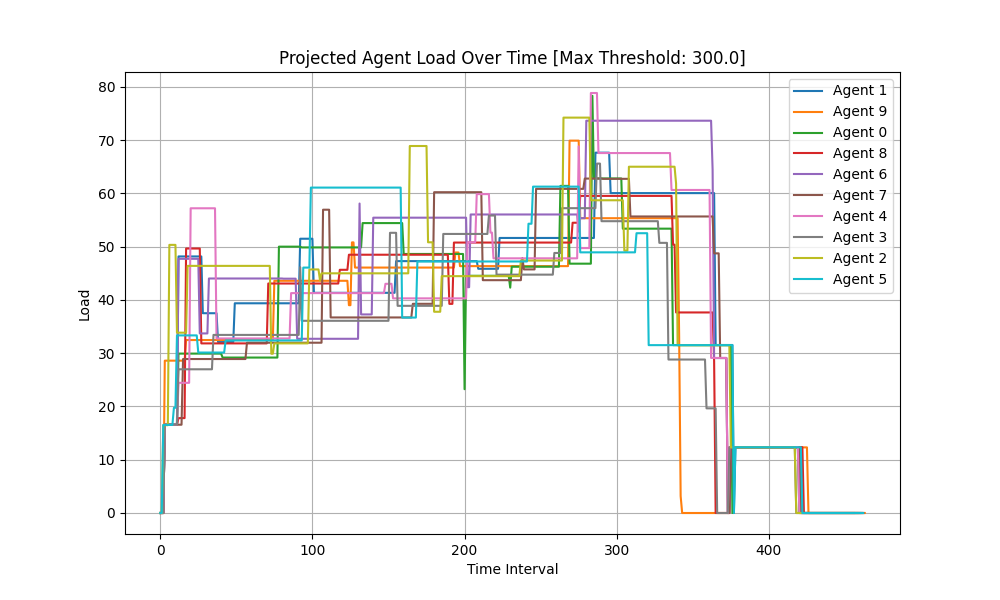 Projected Agent Load Over Time [Max Threshold: 300.0]
80
70
60
50
40
30
20
10
0
Load
0
100
200
300
400
Time Interval
Agent 1
Agent 9
Agent 0
Agent 8
Agent 6
Agent 7
Agent 4
Agent 3
Agent 2
Agent 5